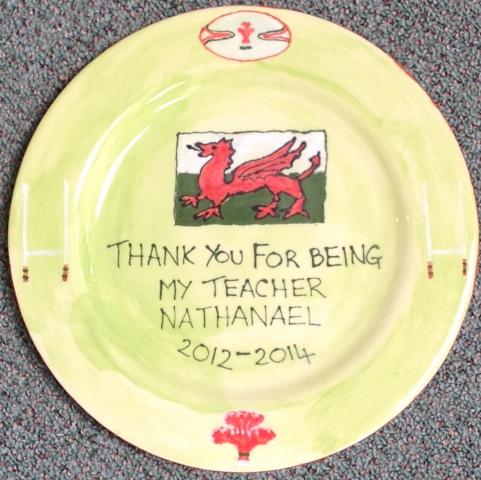 THANK YOU FOR BEING
MY TEACHER
NATHANAEL
2012-2014